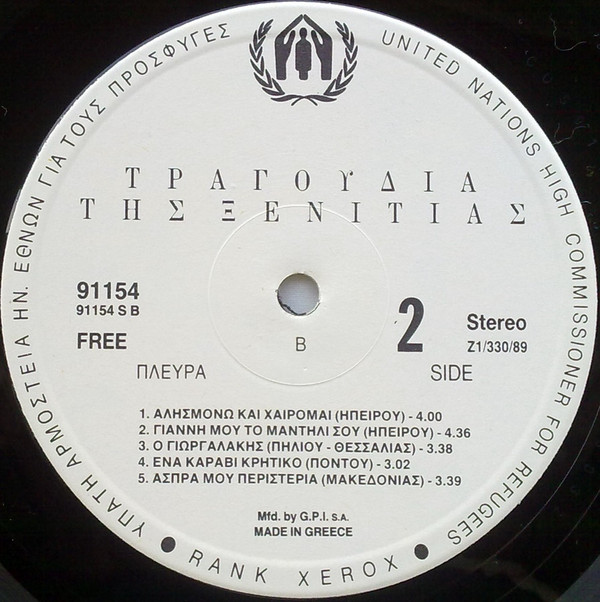 ΥΠΑΤΗ ΑΡΜΟΣΤΕΙΑ ΗΝ. ΕΘΝΩΝ ΓΙΑ ΤΟΥΣ ΠΡΟΣΦΥΓΕΣ
UNITED NATIONS HIGH COMMISSIONER FOR REFUGEES
ΤΡΑΓΟΥΔΙΑ
ΤΗΣ ΞΕΝΙΤΙΑΣ
91154
91154 S B
FREE
B
2
Stereo
Z1/330/89
ΠΛΕΥΡΑ
SIDE
1. ΑΛΗΣΜΟΝΩ ΚΑΙ ΧΑΙΡΟΜΑΙ (ΗΠΕΙΡΟΥ) - 4.00
2. ΓΙΑΝΝΗ ΜΟΥ ΤΟ ΜΑΝΤΗΛΙ ΣΟΥ (ΗΠΕΙΡΟΥ) - 4.36
3. Ο ΓΙΩΡΓΑΛΑΚΗΣ (ΠΗΛΙΟΥ - ΘΕΣΣΑΛΙΑΣ) - 3.38
4. ΕΝΑ ΚΑΡΑΒΙ ΚΡΗΤΙΚΟ (ΠΟΝΤΟΥ) - 3.02
5. ΑΣΠΡΑ ΜΟΥ ΠΕΡΙΣΤΕΡΙΑ (ΜΑΚΕΔΟΝΙΑΣ) - 3.39
Mfd. by G.P.I. S.A.
MADE IN GREECE
● RANK XEROX ●